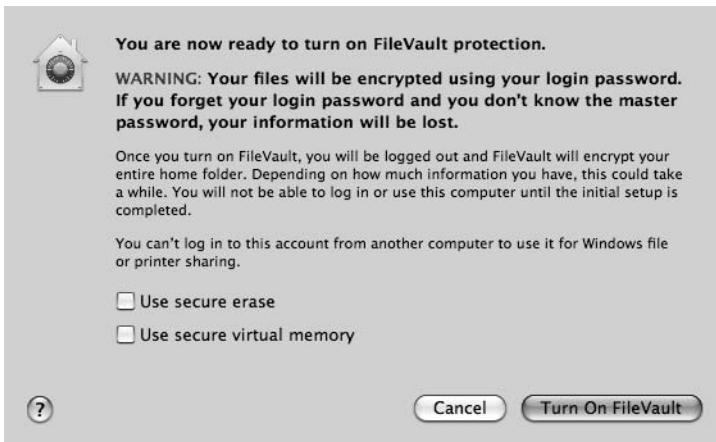 You are now ready to turn on FileVault protection.
WARNING: Your files will be encrypted using your login password.
If you forget your login password and you don't know the master
password, your information will be lost.
Once you turn on FileVault, you will be logged out and FileVault will encrypt your
entire home folder. Depending on how much information you have, this could take
a while. You will not be able to log in or use this computer until the initial setup is
completed.
You can't log in to this account from another computer to use it for Windows file
or printer sharing.
Use secure erase
Use secure virtual memory
?
Cancel
Turn On FileVault